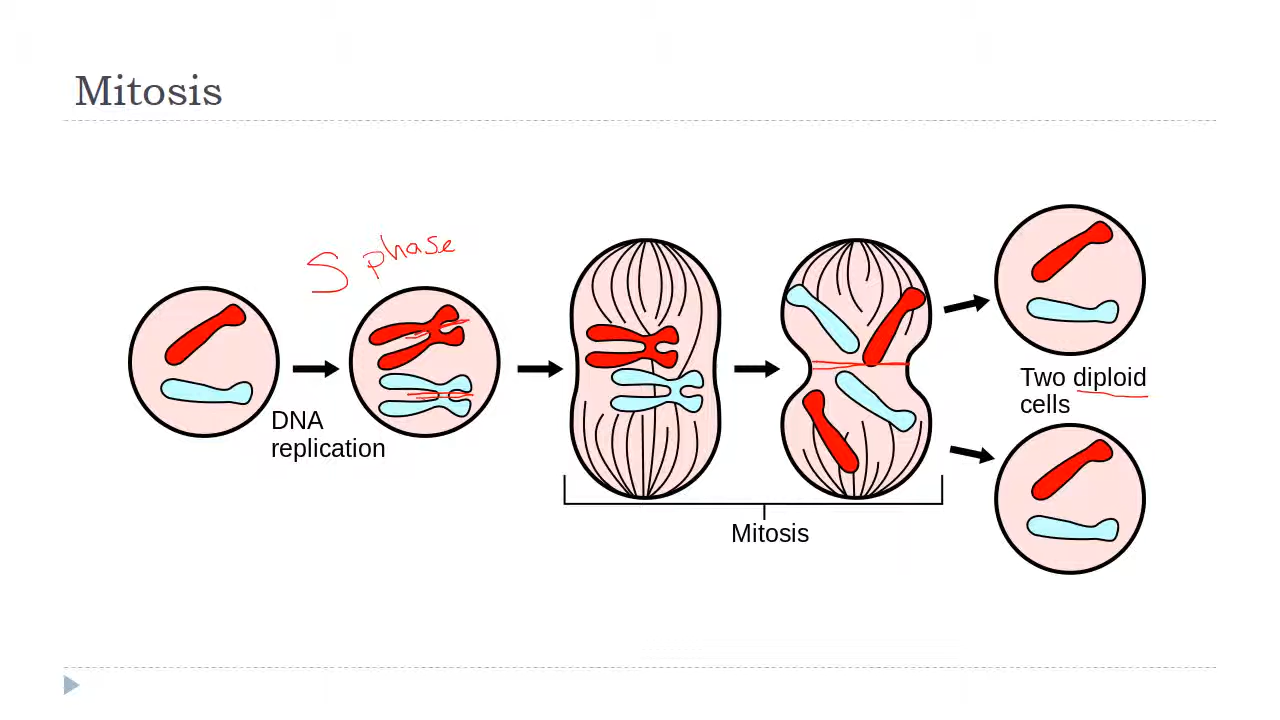 Mitosis
S phase
DNA
replication
Two diploid
cells
Mitosis